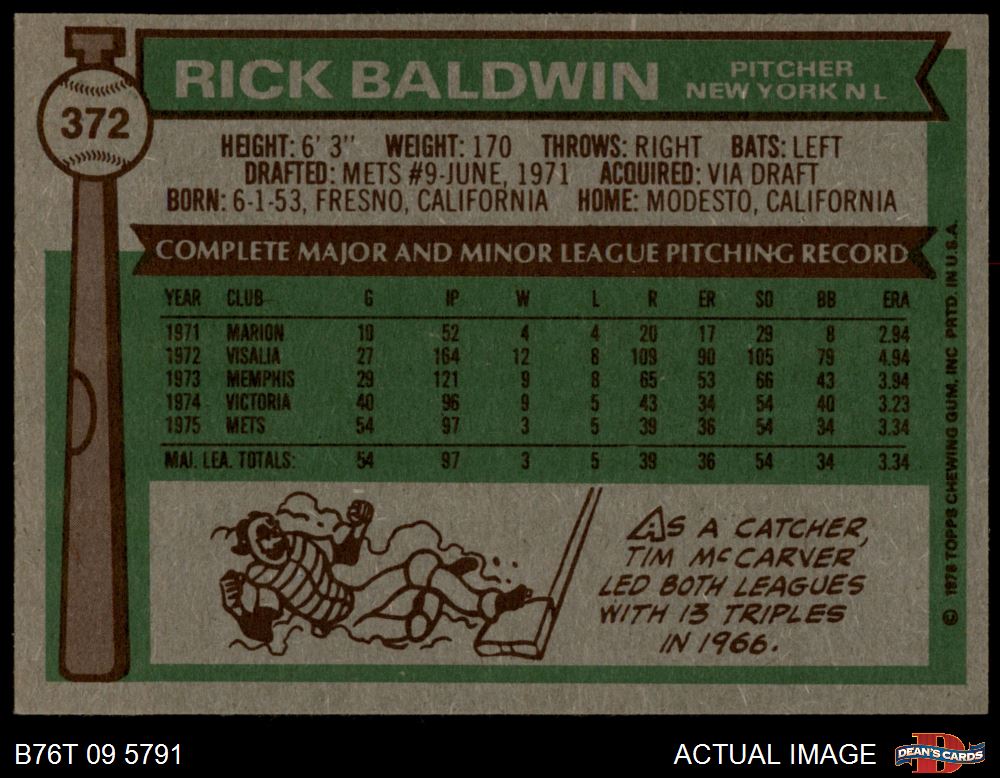 RICK BALDWIN
PITCHER
NEW YORK N L
372
HEIGHT: 6' 3" WEIGHT: 170 THROWS: RIGHT BATS: LEFT
DRAFTED: METS #9-JUNE, 1971 ACQUIRED: VIA DRAFT
BORN: 6-1-53, FRESNO, CALIFORNIA HOME: MODESTO, CALIFORNIA
COMPLETE MAJOR AND MINOR LEAGUE PITCHING RECORD
YEAR CLUB G IP W L R ER SO BB ERA
1971 MARION 10 52 4 4 20 17 29 8 2.94
1972 VISALIA 27 164 12 8 109 90 105 79 4.94
1973 MEMPHIS 29 121 9 8 65 53 66 43 3.94
1974 VICTORIA 40 96 9 5 43 34 54 40 3.23
1975 METS 54 97 3 5 39 36 54 34 3.34
MAJ. LEA. TOTALS: 54 97 3 5 39 36 54 34 3.34
AS A CATCHER,
TIM McCARVER
LED BOTH LEAGUES
WITH 13 TRIPLES
IN 1966.
© 1976 TOPPS CHEWING GUM, INC PRTD. IN U.S.A.
B76T 09 5791
ACTUAL IMAGE
D
DEAN'S CARDS